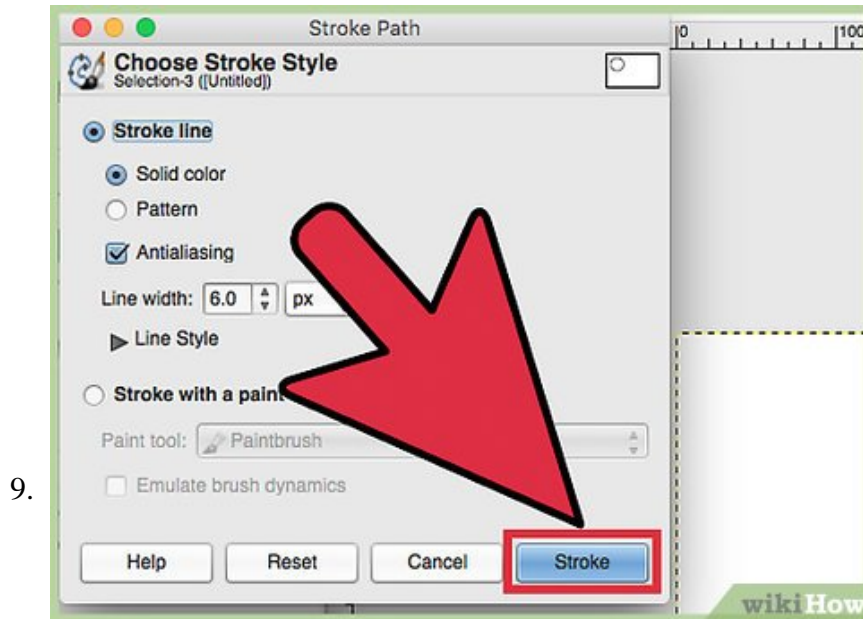 Stroke Path
0
100
Choose Stroke Style
Selection-3 ([Untitled])
Stroke line
Solid color
Pattern
Antialiasing
Line width: 6.0 px
Line Style
Stroke with a paint
Paint tool: Paintbrush
9.
Emulate brush dynamics
Help Reset Cancel Stroke
wikiHow